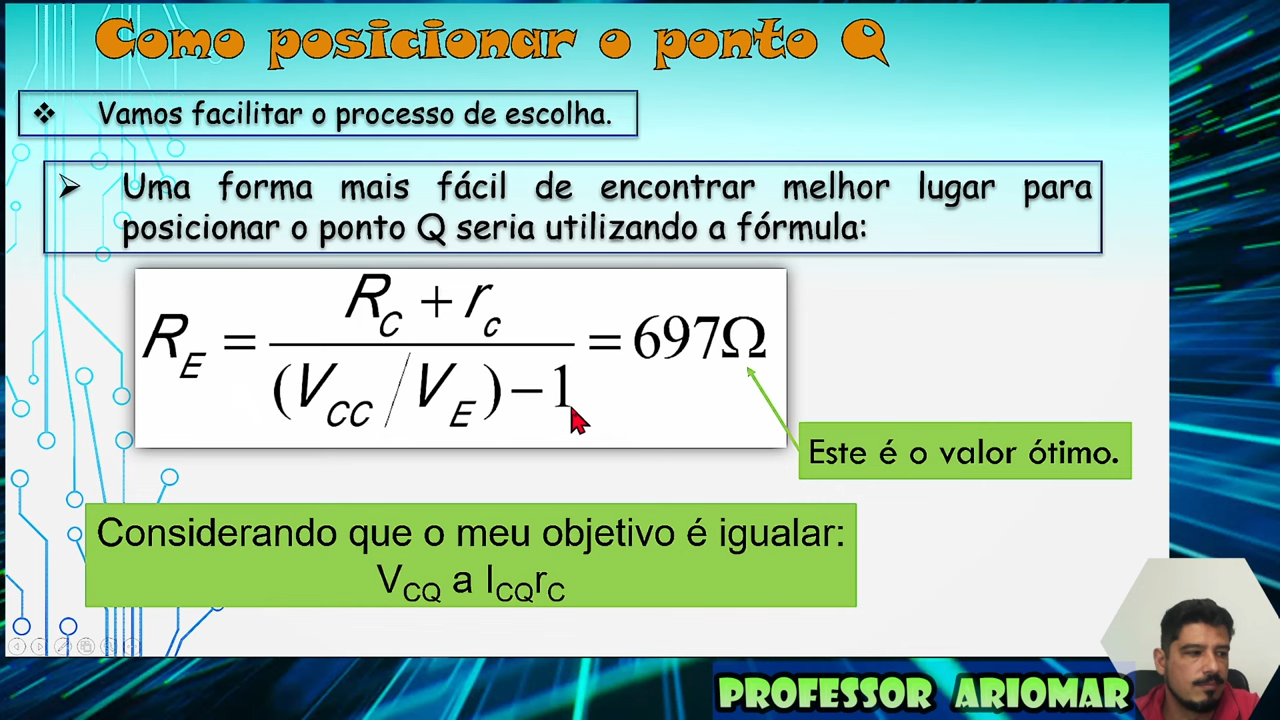 Como posicionar o ponto Q
❖ Vamos facilitar o processo de escolha.
➢ Uma forma mais fácil de encontrar melhor lugar para
posicionar o ponto Q seria utilizando a fórmula:
R_E = (R_C + r_c) / ((V_CC / V_E) − 1) = 697Ω
Este é o valor ótimo.
Considerando que o meu objetivo é igualar:
V_CQ a I_CQ r_C
PROFESSOR ARIOMAR